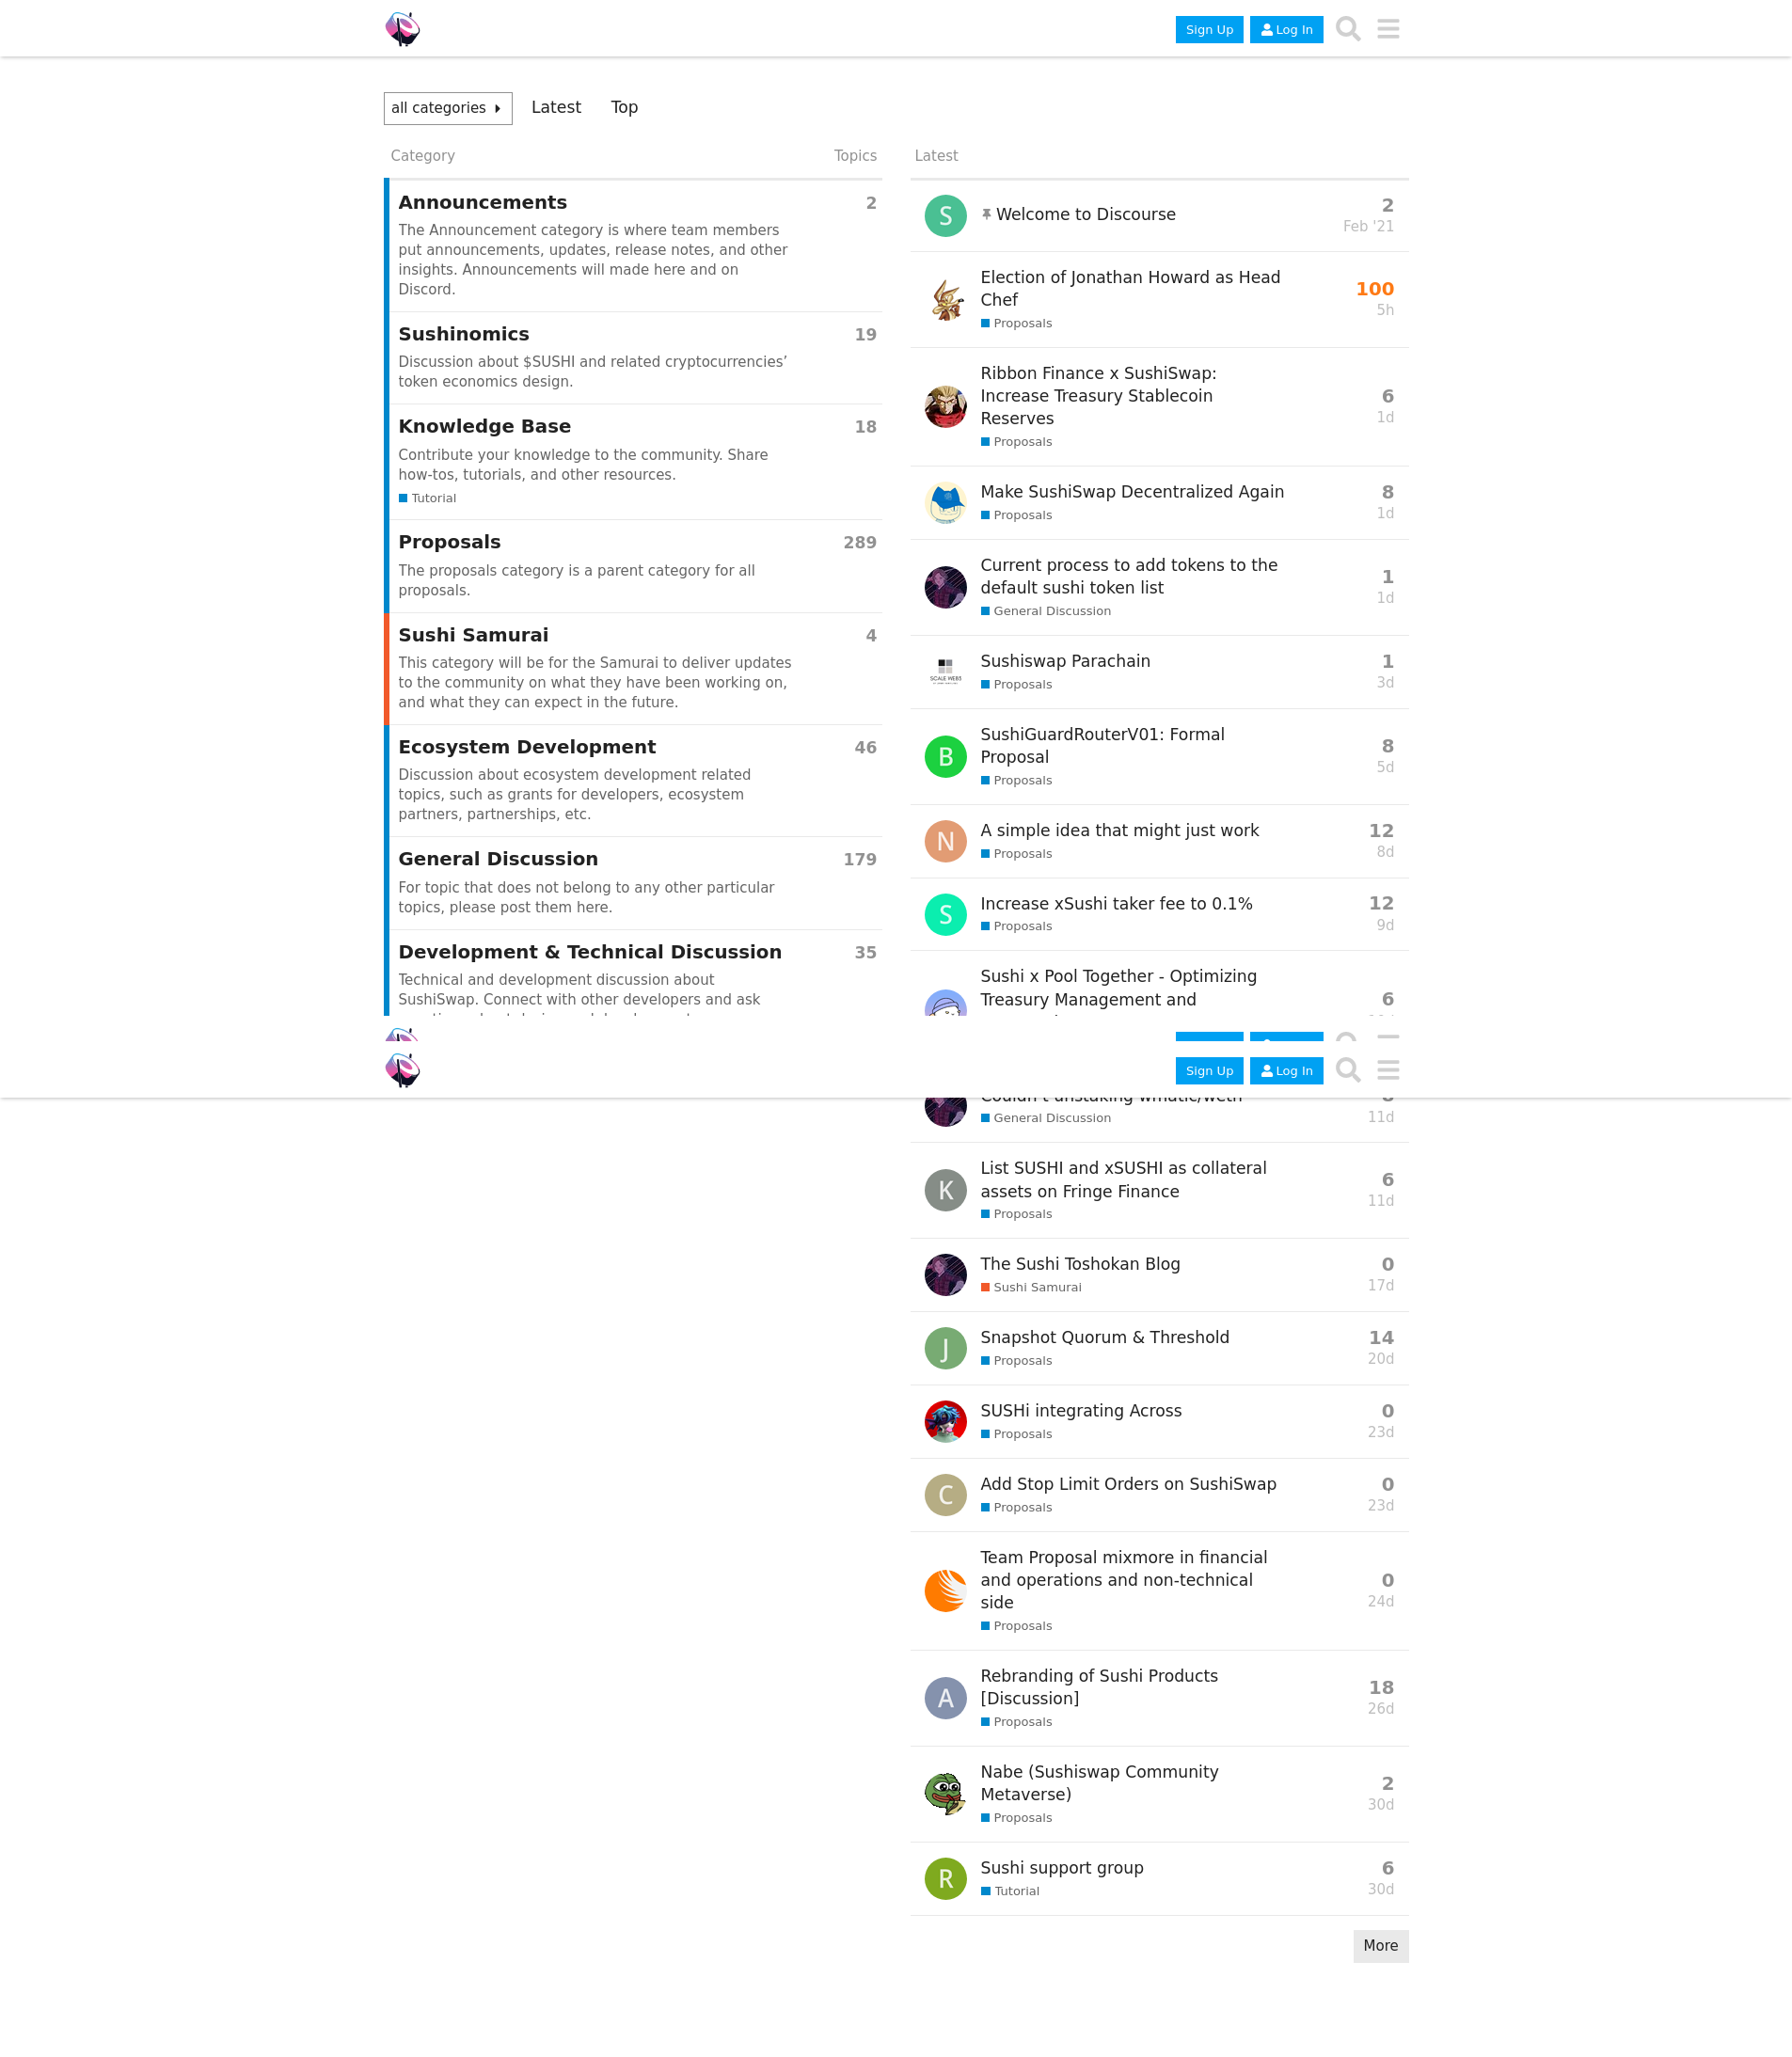 Sign Up Log In
all categories Latest Top
Category Topics
Announcements 2
The Announcement category is where team members
put announcements, updates, release notes, and other
insights. Announcements will made here and on
Discord.
Sushinomics 19
Discussion about $SUSHI and related cryptocurrencies’
token economics design.
Knowledge Base 18
Contribute your knowledge to the community. Share
how-tos, tutorials, and other resources.
Tutorial
Proposals 289
The proposals category is a parent category for all
proposals.
Sushi Samurai 4
This category will be for the Samurai to deliver updates
to the community on what they have been working on,
and what they can expect in the future.
Ecosystem Development 46
Discussion about ecosystem development related
topics, such as grants for developers, ecosystem
partners, partnerships, etc.
General Discussion 179
For topic that does not belong to any other particular
topics, please post them here.
Development & Technical Discussion 35
Technical and development discussion about
SushiSwap. Connect with other developers and ask
Latest
S Welcome to Discourse 2
Feb '21
Election of Jonathan Howard as Head
Chef
Proposals
100
5h
Ribbon Finance x SushiSwap:
Increase Treasury Stablecoin
Reserves
Proposals
6
1d
Make SushiSwap Decentralized Again
Proposals
8
1d
Current process to add tokens to the
default sushi token list
General Discussion
1
1d
SCALE WEBS
Sushiswap Parachain
Proposals
1
3d
B
SushiGuardRouterV01: Formal
Proposal
Proposals
8
5d
N
A simple idea that might just work
Proposals
12
8d
S
Increase xSushi taker fee to 0.1%
Proposals
12
9d
Sushi x Pool Together - Optimizing
Treasury Management and
6
Sign Up Log In
General Discussion
11d
K
List SUSHI and xSUSHI as collateral
assets on Fringe Finance
Proposals
6
11d
The Sushi Toshokan Blog
Sushi Samurai
0
17d
J
Snapshot Quorum & Threshold
Proposals
14
20d
SUSHi integrating Across
Proposals
0
23d
C
Add Stop Limit Orders on SushiSwap
Proposals
0
23d
Team Proposal mixmore in financial
and operations and non-technical
side
Proposals
0
24d
A
Rebranding of Sushi Products
[Discussion]
Proposals
18
26d
Nabe (Sushiswap Community
Metaverse)
Proposals
2
30d
R
Sushi support group
Tutorial
6
30d
More